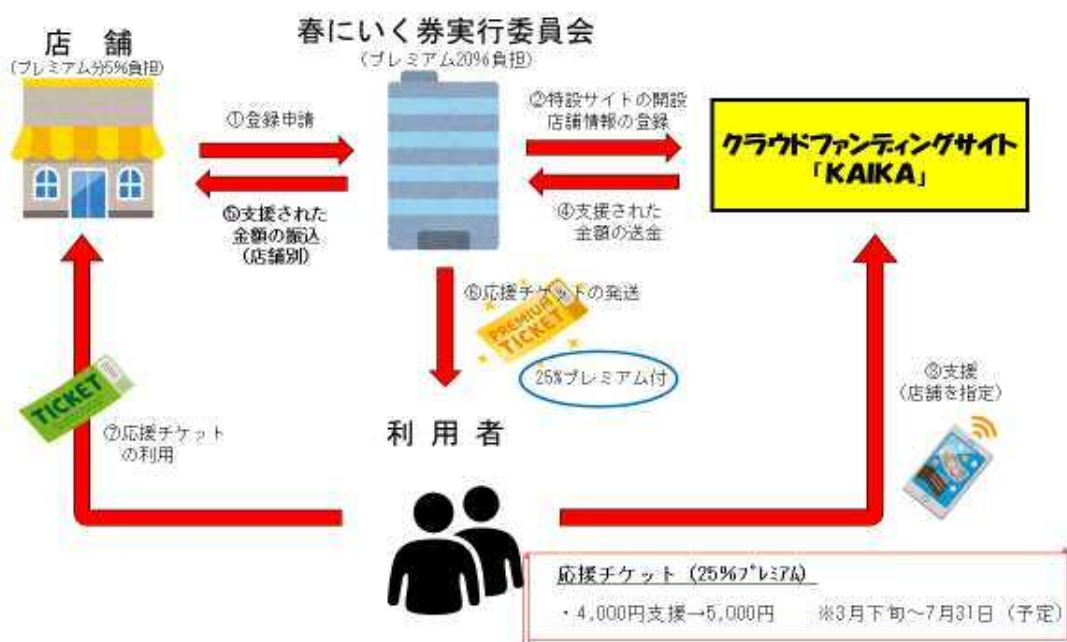 店　舗
(プレミアム分5%負担)
春にいく券実行委員会
(プレミアム20%負担)
①登録申請
⑤支援された
金額の振込
(店舗別)
②特設サイトの開設
店舗情報の登録
④支援された
金額の送金
クラウドファンディングサイト
「KAIKA」
⑥応援チケットの発送
PREMIUM
TICKET
25%プレミアム付
③支援
(店舗を指定)
TICKET
⑦応援チケット
の利用
利 用 者
応援チケット (25%プレミアム)
・4,000円支援→5,000円　※3月下旬～7月31日 (予定)